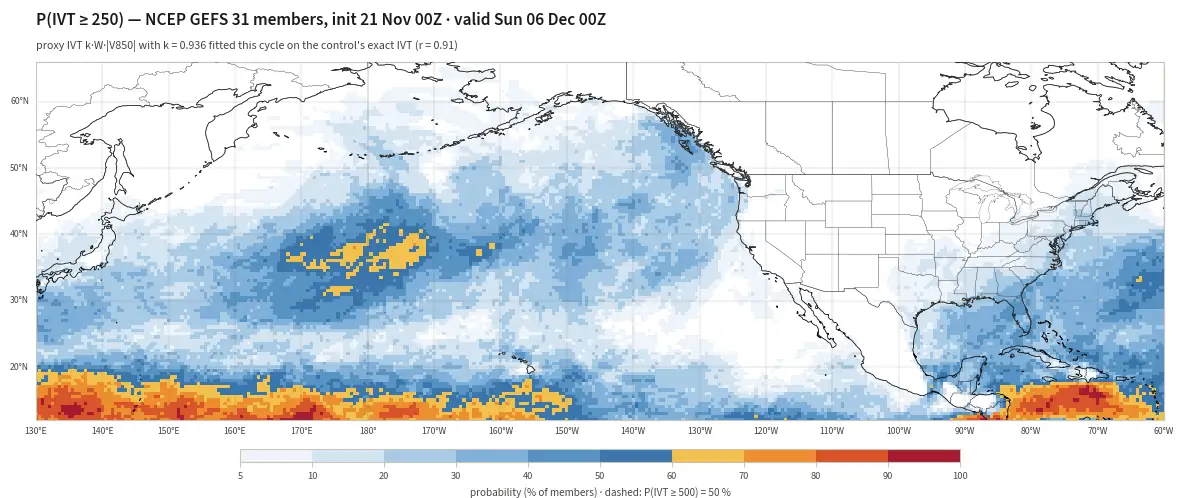 P(IVT ≥ 250) — NCEP GEFS 31 members, init 21 Nov 00Z · valid Sun 06 Dec 00Z
proxy IVT k·W·|V850| with k = 0.936 fitted this cycle on the control's exact IVT (r = 0.91)
60°N
50°N
40°N
30°N
20°N
130°E 140°E 150°E 160°E 170°E 180° 170°W 160°W 150°W 140°W 130°W 120°W 110°W 100°W 90°W 80°W 70°W 60°W
5 10 20 30 40 50 60 70 80 90 100
probability (% of members) · dashed: P(IVT ≥ 500) = 50 %